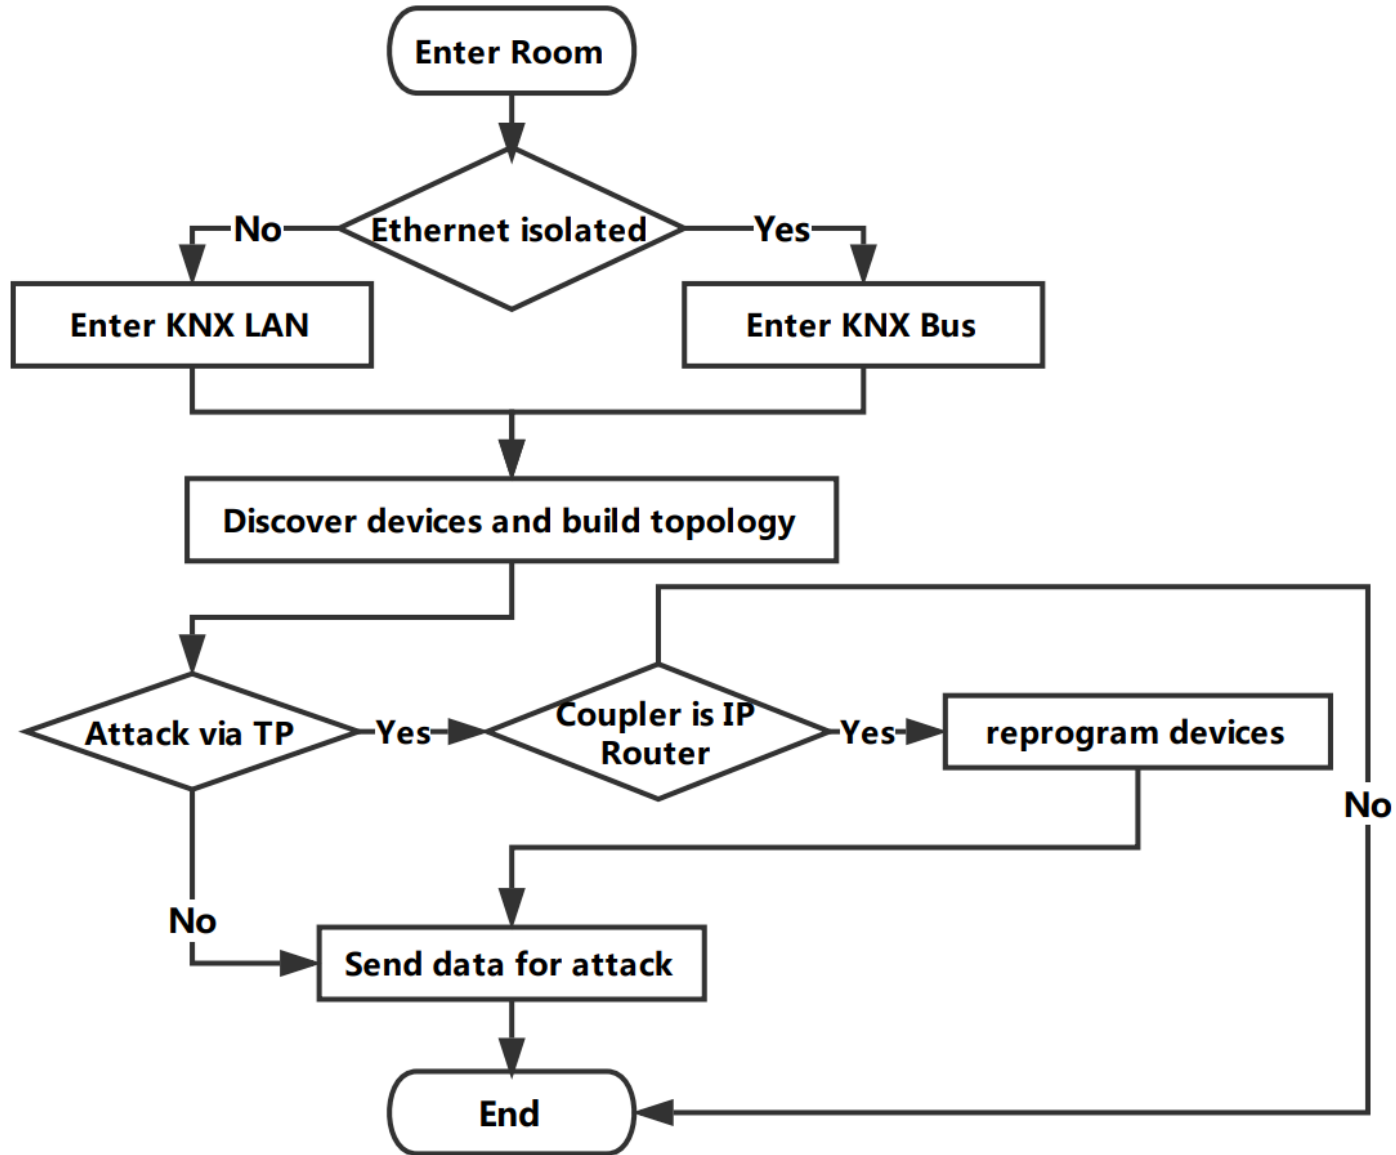 Enter Room
Ethernet isolated
No
Yes
Enter KNX LAN
Enter KNX Bus
Discover devices and build topology
Attack via TP
Yes
Coupler is IP
Router
Yes
reprogram devices
No
No
Send data for attack
End